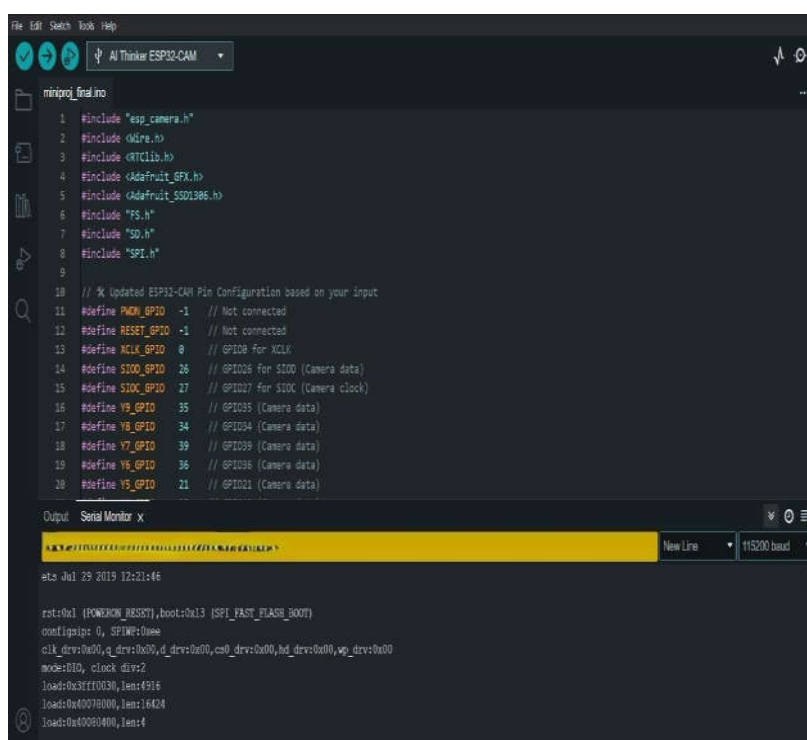 File Edit Sketch Tools Help
AI Thinker ESP32-CAM
miniproj_final.ino
1 #include "esp_camera.h"
2 #include <Wire.h>
3 #include <RTClib.h>
4 #include <Adafruit_GFX.h>
5 #include <Adafruit_SSD1306.h>
6 #include "FS.h"
7 #include "SD.h"
8 #include "SPI.h"
9
10 // 🛠 Updated ESP32-CAM Pin Configuration based on your input
11 #define PWDN_GPIO -1 // Not connected
12 #define RESET_GPIO -1 // Not connected
13 #define XCLK_GPIO 0 // GPIO0 for XCLK
14 #define SIOD_GPIO 26 // GPIO26 for SIOD (Camera data)
15 #define SIOC_GPIO 27 // GPIO27 for SIOC (Camera clock)
16 #define Y9_GPIO 35 // GPIO35 (Camera data)
17 #define Y8_GPIO 34 // GPIO34 (Camera data)
18 #define Y7_GPIO 39 // GPIO39 (Camera data)
19 #define Y6_GPIO 36 // GPIO36 (Camera data)
20 #define Y5_GPIO 21 // GPIO21 (Camera data)
Output Serial Monitor x
New Line 115200 baud
ets Jul 29 2019 12:21:46
rst:0x1 (POWERON_RESET),boot:0x13 (SPI_FAST_FLASH_BOOT)
configsip: 0, SPIWP:0xee
clk_drv:0x00,q_drv:0x00,d_drv:0x00,cs0_drv:0x00,hd_drv:0x00,wp_drv:0x00
mode:DIO, clock div:2
load:0x3fff0030,len:4916
load:0x40078000,len:16424
load:0x40080400,len:4